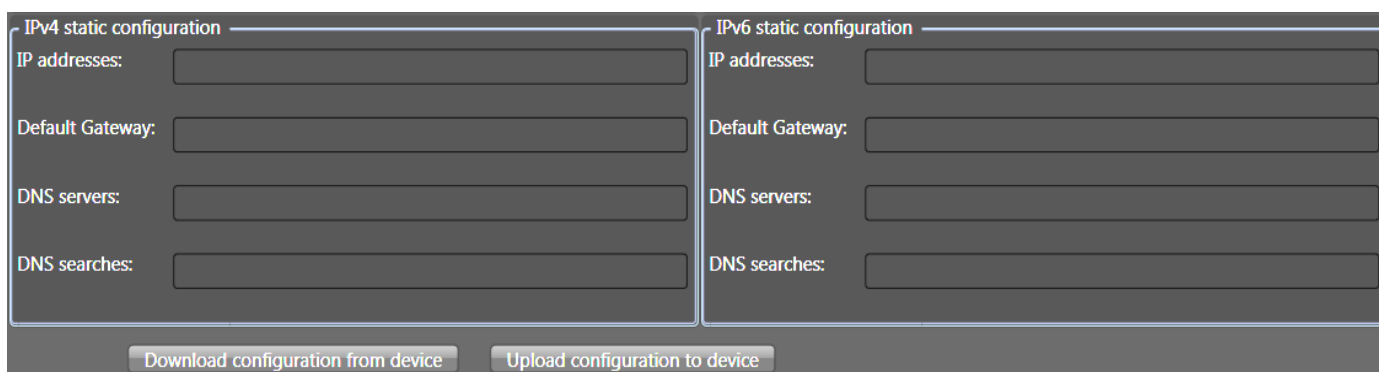 IPv4 static configuration
IP addresses:
Default Gateway:
DNS servers:
DNS searches:
IPv6 static configuration
IP addresses:
Default Gateway:
DNS servers:
DNS searches:
Download configuration from device
Upload configuration to device